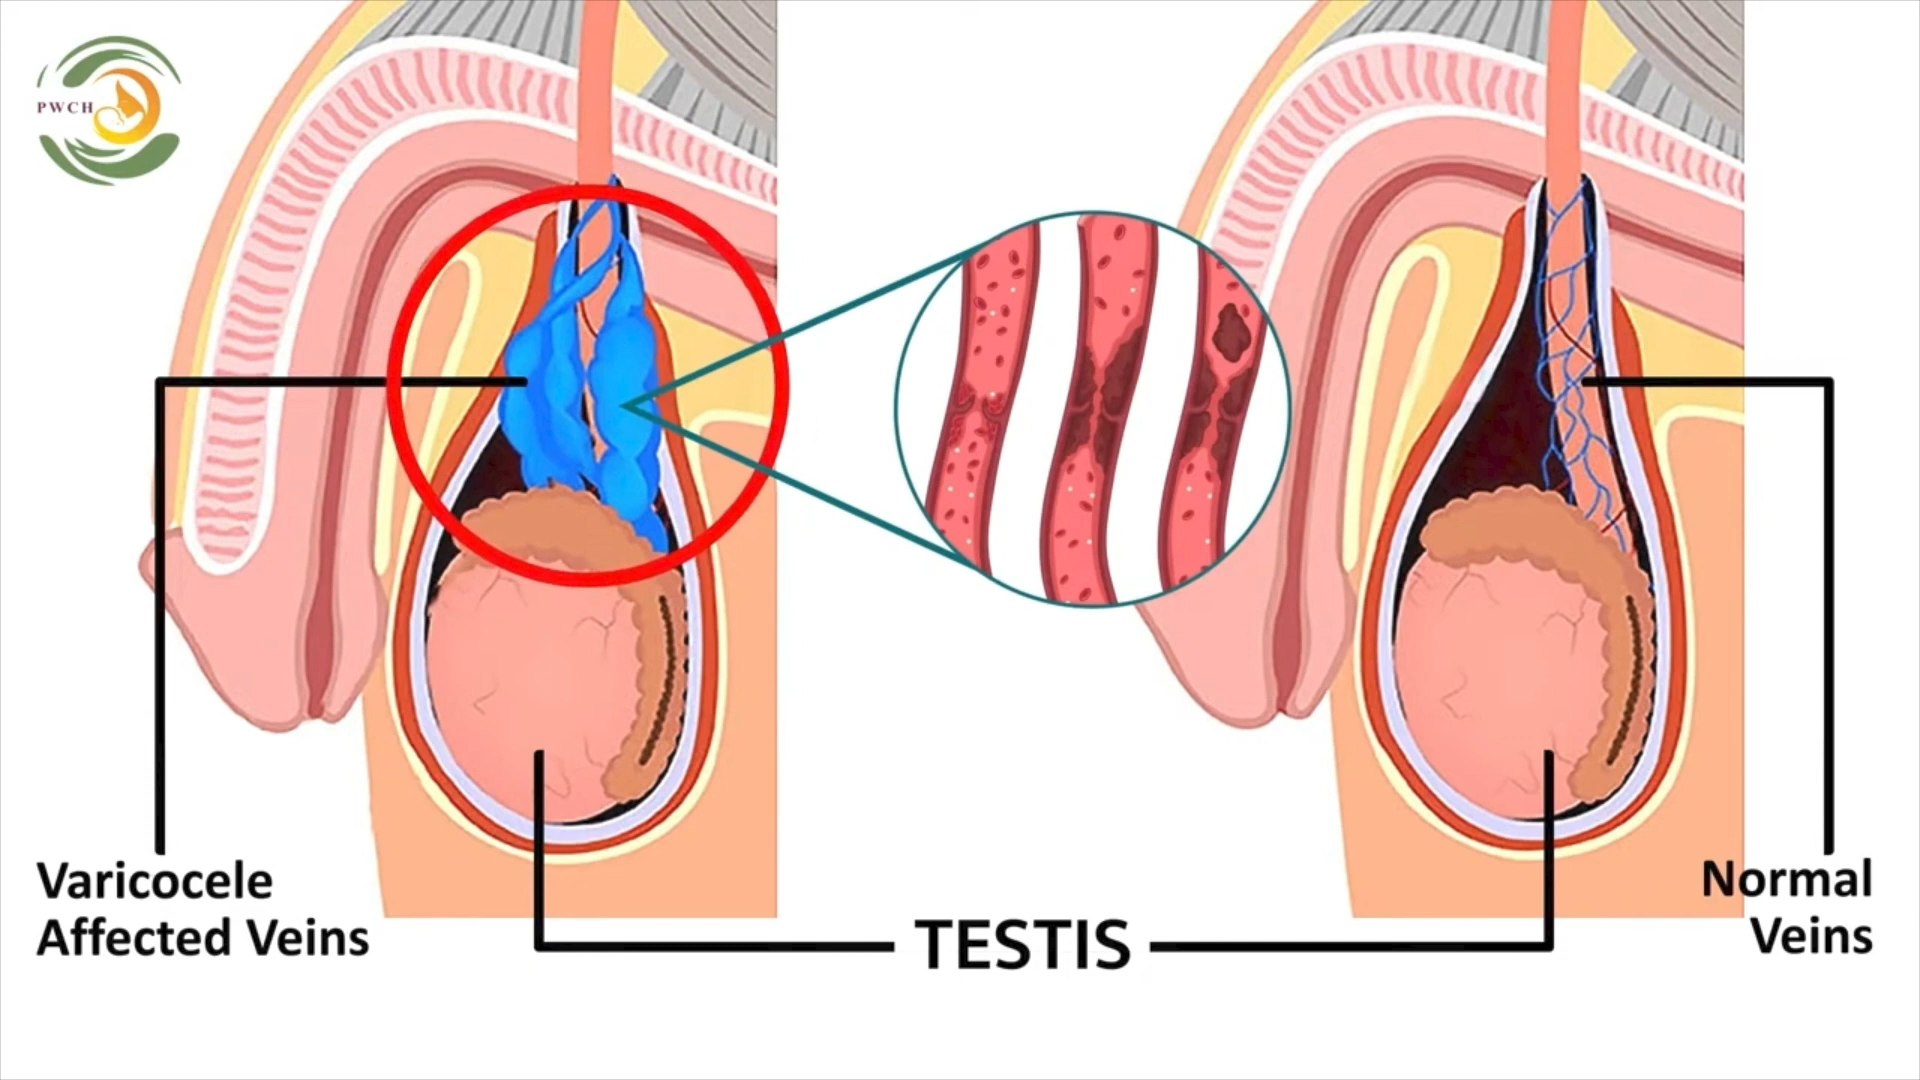 PWCH
Varicocele
Affected Veins
TESTIS
Normal
Veins